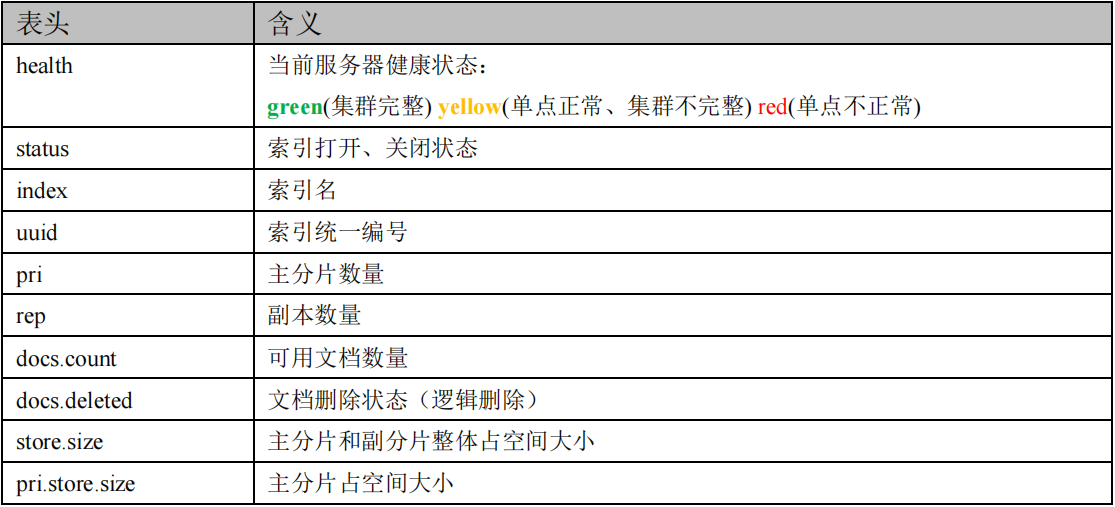 表头 含义
health 当前服务器健康状态：
green(集群完整) yellow(单点正常、集群不完整) red(单点不正常)
status 索引打开、关闭状态
index 索引名
uuid 索引统一编号
pri 主分片数量
rep 副本数量
docs.count 可用文档数量
docs.deleted 文档删除状态（逻辑删除）
store.size 主分片和副分片整体占空间大小
pri.store.size 主分片占空间大小